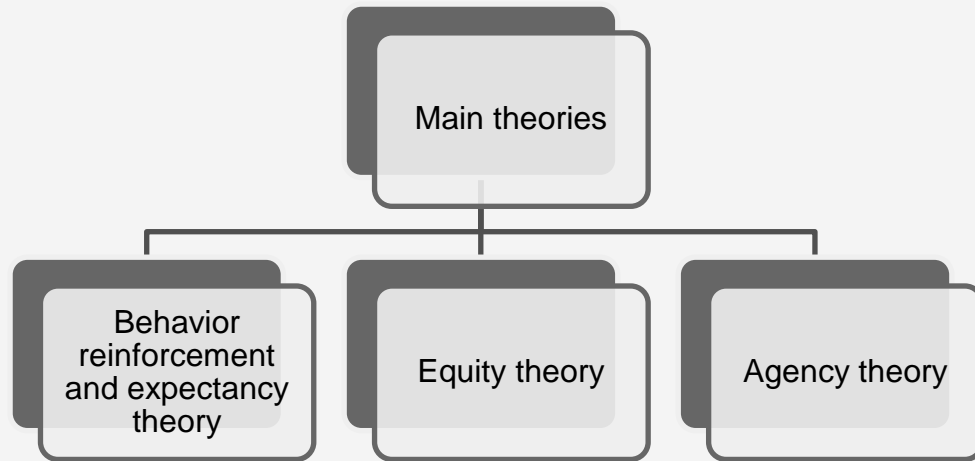 Main theories
Behavior
reinforcement
and expectancy
theory
Equity theory
Agency theory